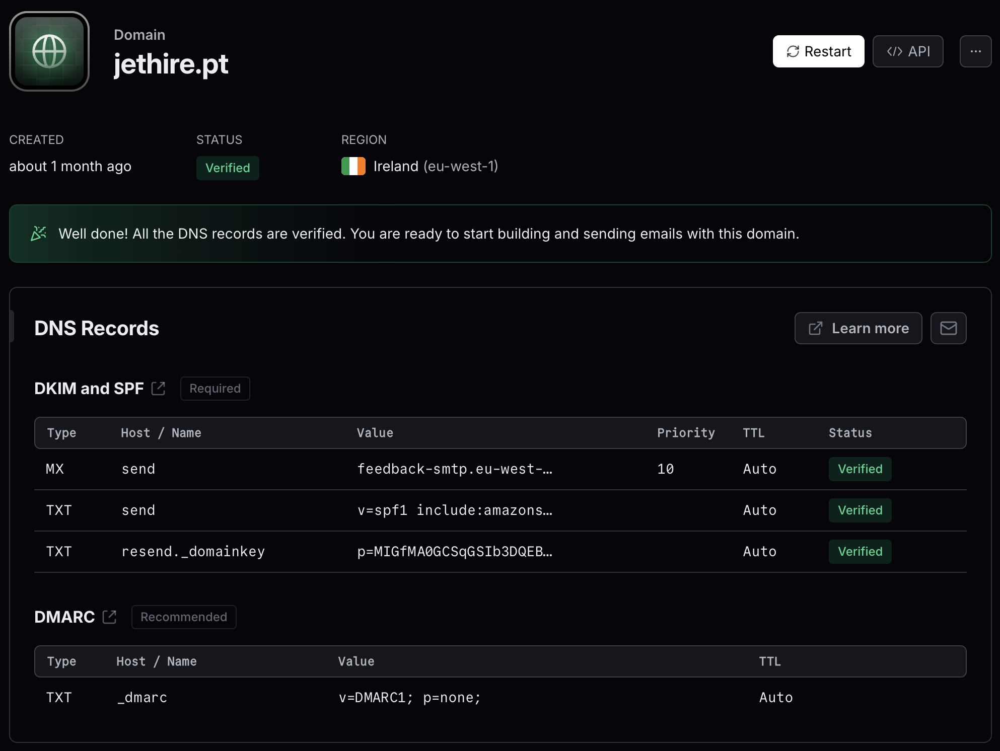 Domain
jethire.pt
Restart
</> API
...
CREATED
about 1 month ago
STATUS
Verified
REGION
Ireland (eu-west-1)
Well done! All the DNS records are verified. You are ready to start building and sending emails with this domain.
DNS Records
Learn more
DKIM and SPF Required
Type Host / Name Value Priority TTL Status
MX send feedback-smtp.eu-west-… 10 Auto Verified
TXT send v=spf1 include:amazons… Auto Verified
TXT resend._domainkey p=MIGfMA0GCSqGSIb3DQEB… Auto Verified
DMARC Recommended
Type Host / Name Value TTL
TXT _dmarc v=DMARC1; p=none; Auto